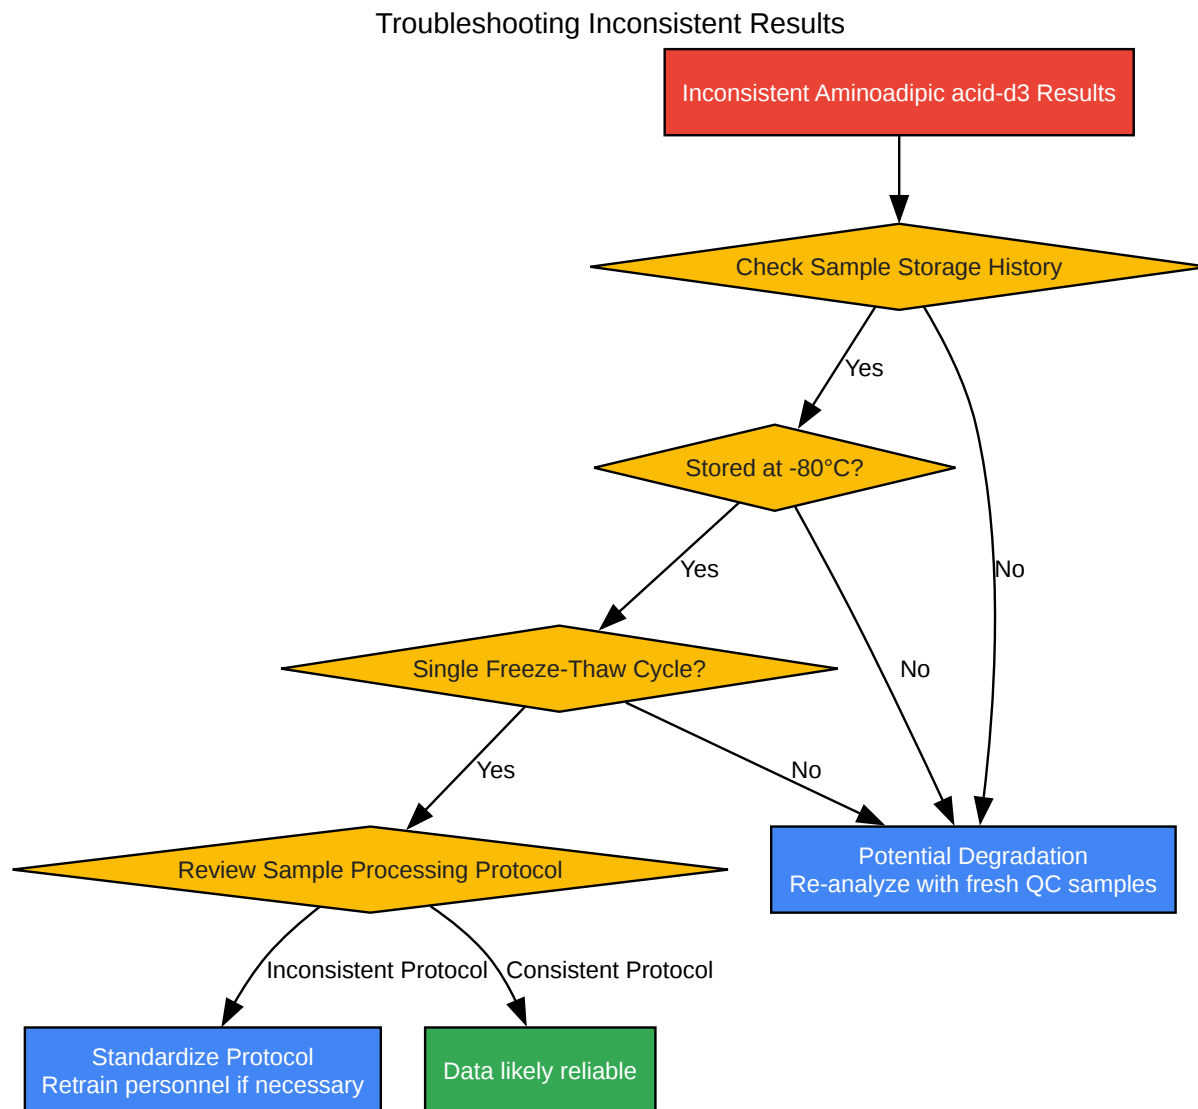 Troubleshooting Inconsistent Results
Inconsistent Aminoadipic acid-d3 Results
Check Sample Storage History
Yes
Stored at -80°C?
Yes
No
Single Freeze-Thaw Cycle?
No
Yes
No
Review Sample Processing Protocol
Potential Degradation
Re-analyze with fresh QC samples
Inconsistent Protocol
Consistent Protocol
Standardize Protocol
Retrain personnel if necessary
Data likely reliable